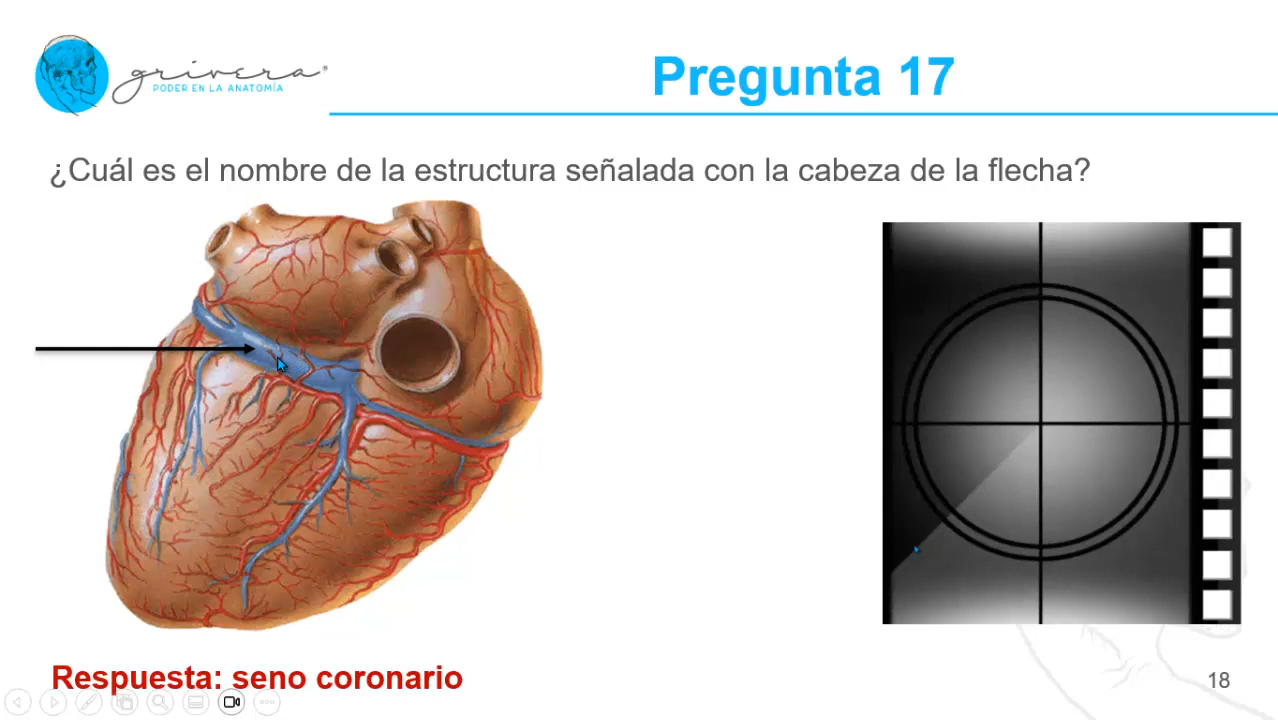 grivera®
PODER EN LA ANATOMÍA
Pregunta 17
¿Cuál es el nombre de la estructura señalada con la cabeza de la flecha?
Respuesta: seno coronario
18